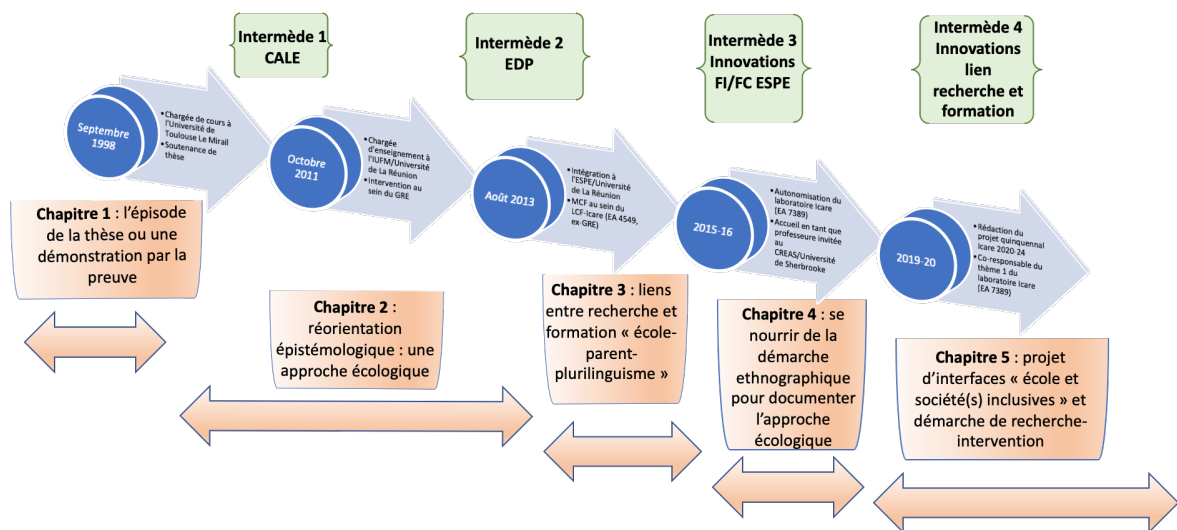 Intermède 1
CALE
Intermède 2
EDP
Intermède 3
Innovations
FI/FC ESPE
Intermède 4
Innovations
lien
recherche et
formation
Septembre
1998
•Chargée de cours à
l'Université de
Toulouse Le Mirail
•Soutenance de
thèse
Octobre
2011
•Chargée
d'enseignement à
l'IUFM/Université
de La Réunion
•Intervention au
sein du GRE
Août 2013
•Intégration à
l'ESPE/Université
de La Réunion
•MCF au sein du
LCF-Icare (EA 4549,
ex-GRE)
2015-16
•Autonomisation du
laboratoire Icare
(EA 7389)
•Accueil en tant que
professeure invitée
au
CREAS/Université
de Sherbrooke
2019-20
•Rédaction du
projet quinquennal
Icare 2020-24
•Co-responsable du
thème 1 du
laboratoire Icare
(EA 7389)
Chapitre 1 : l'épisode
de la thèse ou une
démonstration par la
preuve
Chapitre 2 :
réorientation
épistémologique : une
approche écologique
Chapitre 3 : liens
entre recherche et
formation « école-
parent-
plurilinguisme »
Chapitre 4 : se
nourrir de la
démarche
ethnographique
pour documenter
l'approche
écologique
Chapitre 5 : projet
d'interfaces « école et
société(s) inclusives » et
démarche de recherche-
intervention